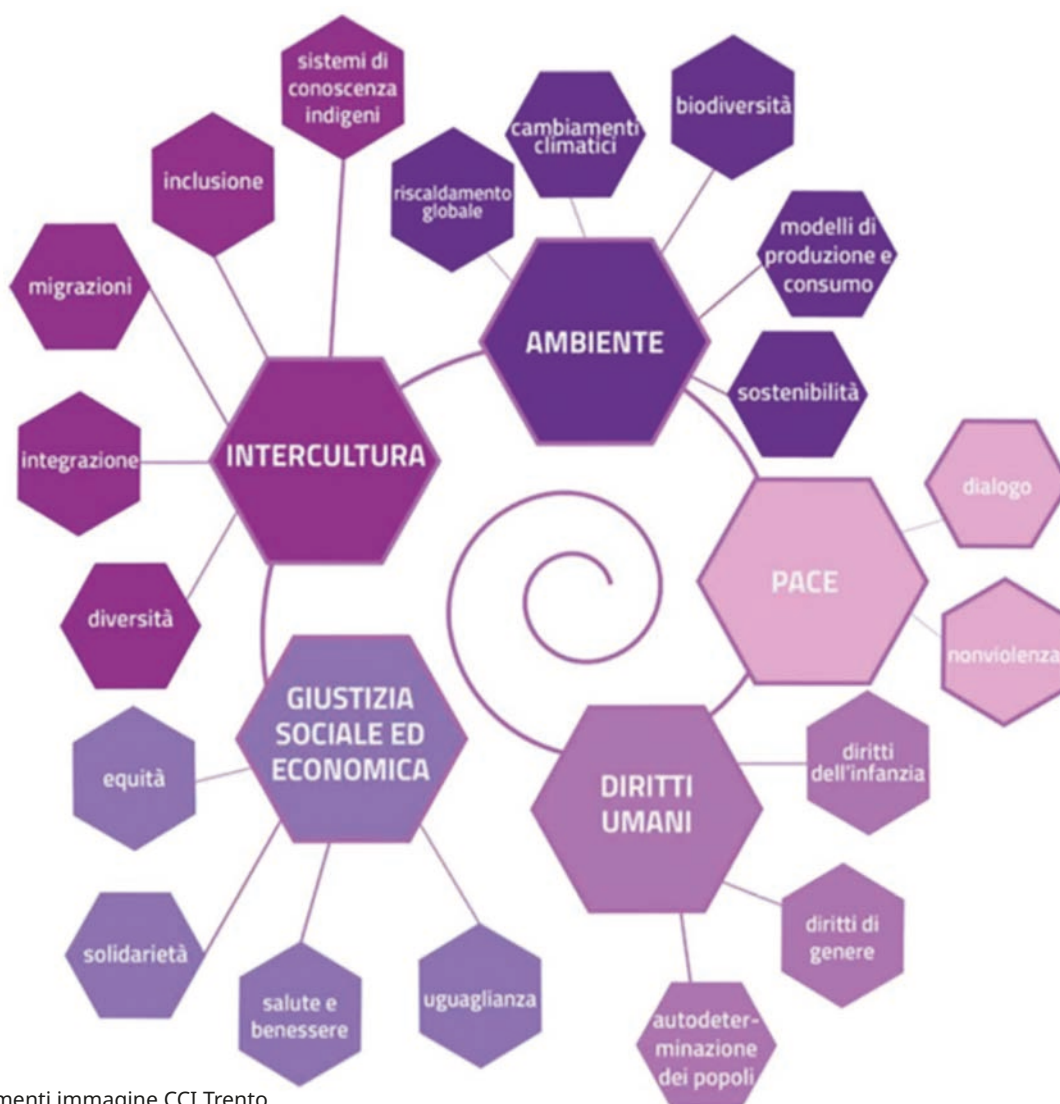 sistemi di
conoscenza
indigeni
inclusione
migrazioni
integrazione
diversità
INTERCULTURA
riscaldamento
globale
cambiamenti
climatici
biodiversità
modelli di
produzione e
consumo
sostenibilità
AMBIENTE
dialogo
nonviolenza
PACE
diritti
dell'infanzia
diritti di
genere
autodeter-
minazione
dei popoli
DIRITTI
UMANI
GIUSTIZIA
SOCIALE ED
ECONOMICA
equità
solidarietà
salute e
benessere
uguaglianza
immagine CCI Trento